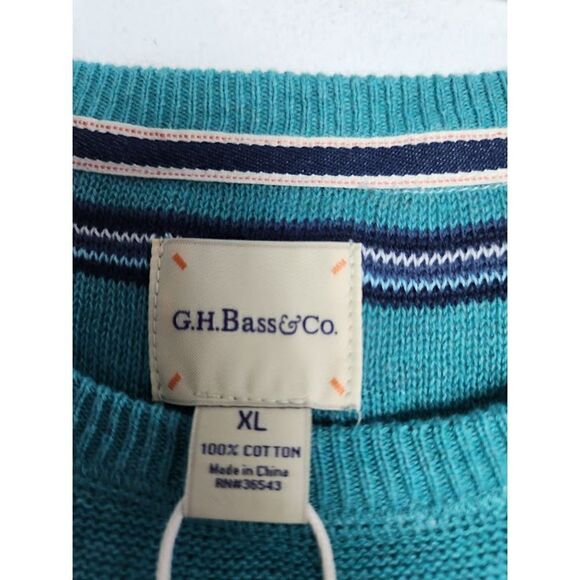 G.H.Bass&Co.
XL
100% COTTON
Made in China
RN#36543